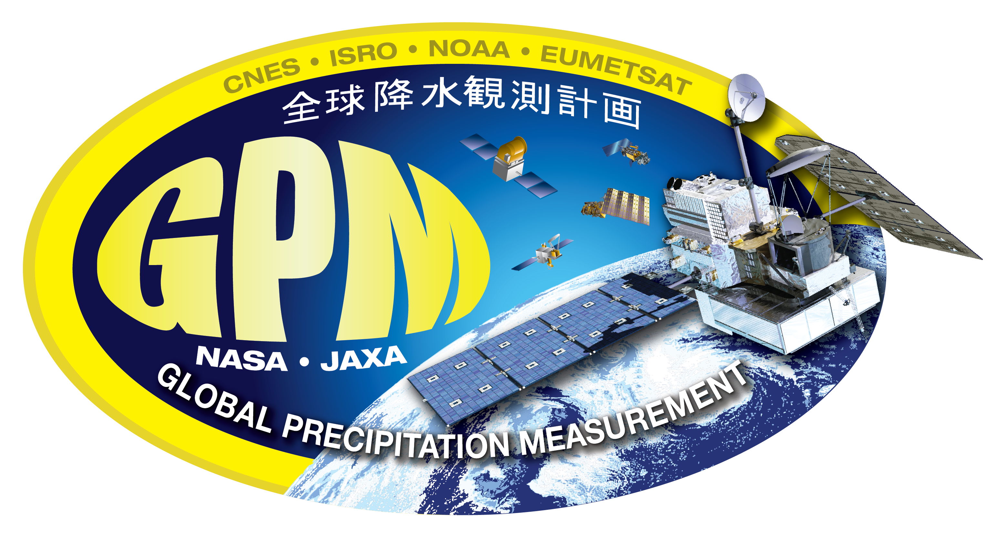 CNES • ISRO • NOAA • EUMETSAT
全球降水観測計画
GPM
NASA • JAXA
GLOBAL PRECIPITATION MEASUREMENT